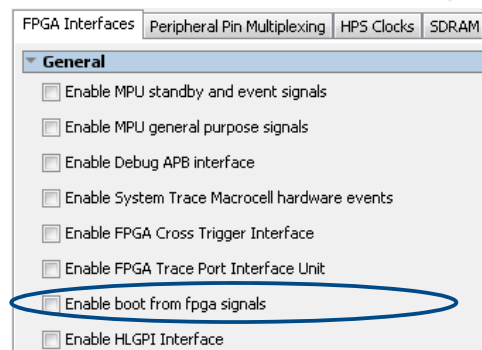 FPGA Interfaces Peripheral Pin Multiplexing HPS Clocks SDRAM
General
Enable MPU standby and event signals
Enable MPU general purpose signals
Enable Debug APB interface
Enable System Trace Macrocell hardware events
Enable FPGA Cross Trigger Interface
Enable FPGA Trace Port Interface Unit
Enable boot from fpga signals
Enable HLGPI Interface